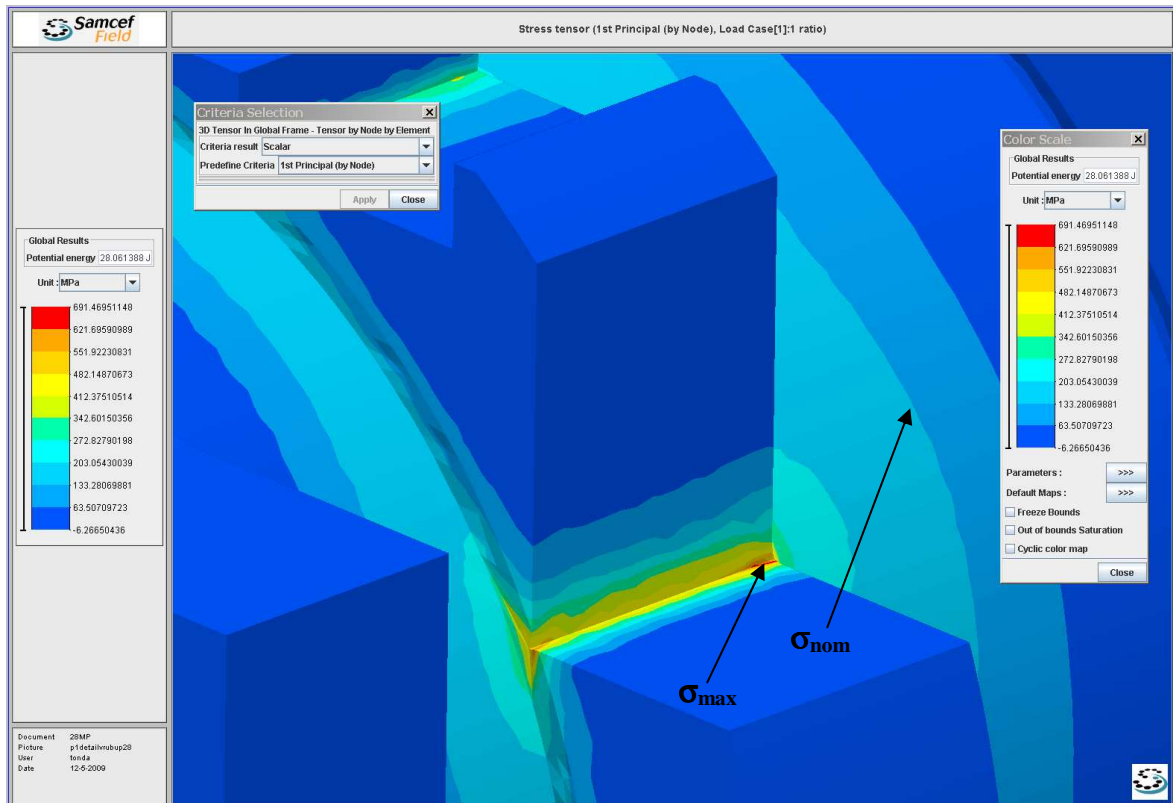 Samcef
Field
Stress tensor (1st Principal (by Node), Load Case[1]:1 ratio)
Criteria Selection
3D Tensor In Global Frame - Tensor by Node by Element
Criteria result Scalar
Predefine Criteria 1st Principal (by Node)
Apply Close
Global Results
Potential energy 28.061388 J
Unit : MPa
691.46951148
621.69590989
551.92230831
482.14870673
412.37510514
342.60150356
272.82790198
203.05430039
133.28069881
63.50709723
-6.26650436
Color Scale
Global Results
Potential energy 28.061388 J
Unit : MPa
691.46951148
621.69590989
551.92230831
482.14870673
412.37510514
342.60150356
272.82790198
203.05430039
133.28069881
63.50709723
-6.26650436
Parameters : >>>
Default Maps : >>>
Freeze Bounds
Out of bounds Saturation
Cyclic color map
Close
σnom
σmax
Document 28MP
Picture p1detailvrubup28
User tonda
Date 12-5-2009